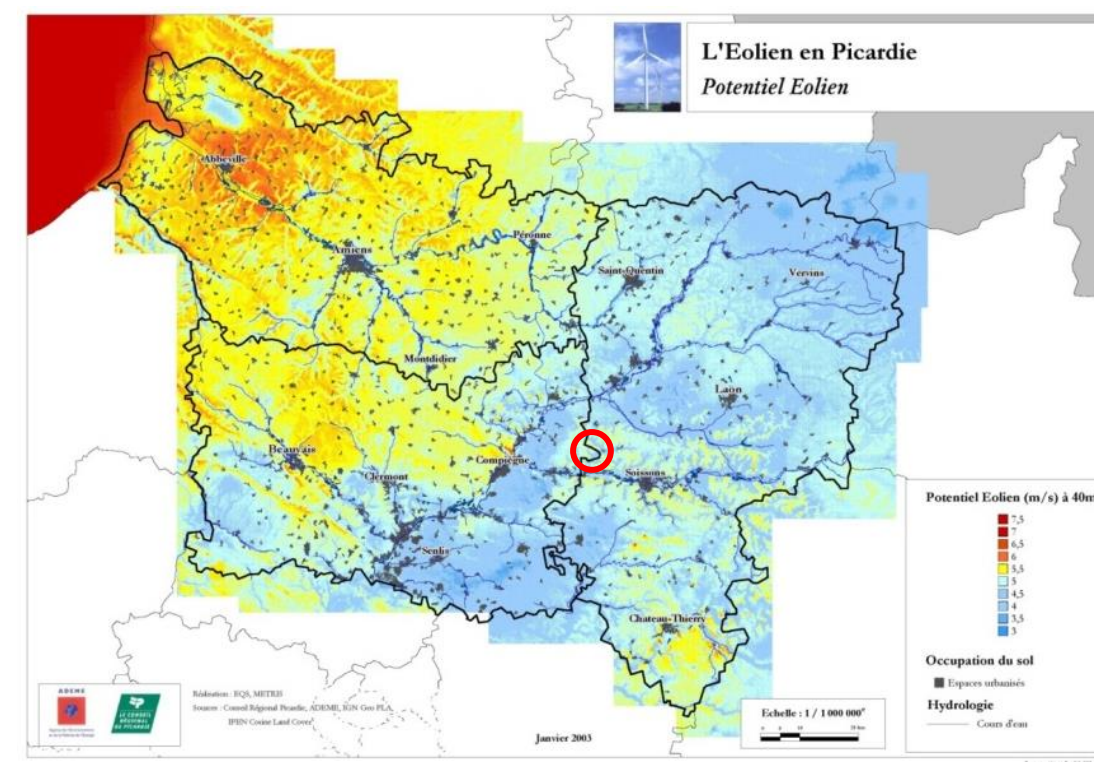 L'Eolien en Picardie
Potentiel Eolien
Abbeville
Amiens
Péronne
Saint-Quentin
Vervins
Montdidier
Laon
Beauvais
Clermont
Compiègne
Soissons
Senlis
Chateau-Thierry
Potentiel Eolien (m/s) à 40m
7,5
7
6,5
6
5,5
5
4,5
4
3,5
3
Occupation du sol
Espaces urbanisés
Hydrologie
Cours d'eau
ADEME
LE CONSEIL
RÉGIONAL
DE PICARDIE
Réalisation : EQS, METRIS
Sources : Conseil Régional Picardie, ADEME, IGN Geo PLA,
IFEN Corine Land Cover
Janvier 2003
Echelle : 1 / 1 000 000°